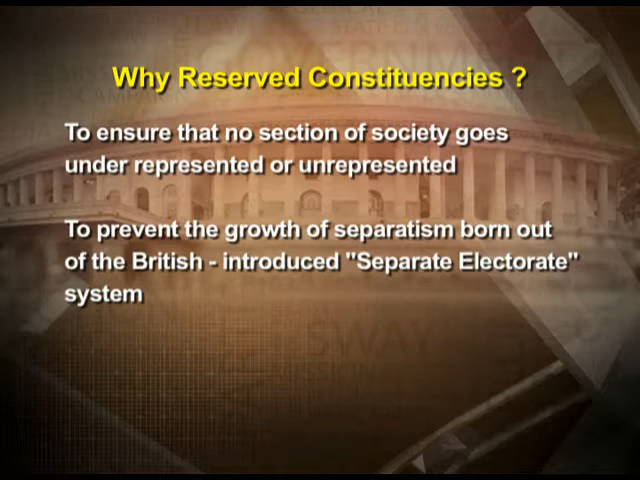 Why Reserved Constituencies ?
To ensure that no section of society goes
under represented or unrepresented
To prevent the growth of separatism born out
of the British - introduced "Separate Electorate"
system
SWAY